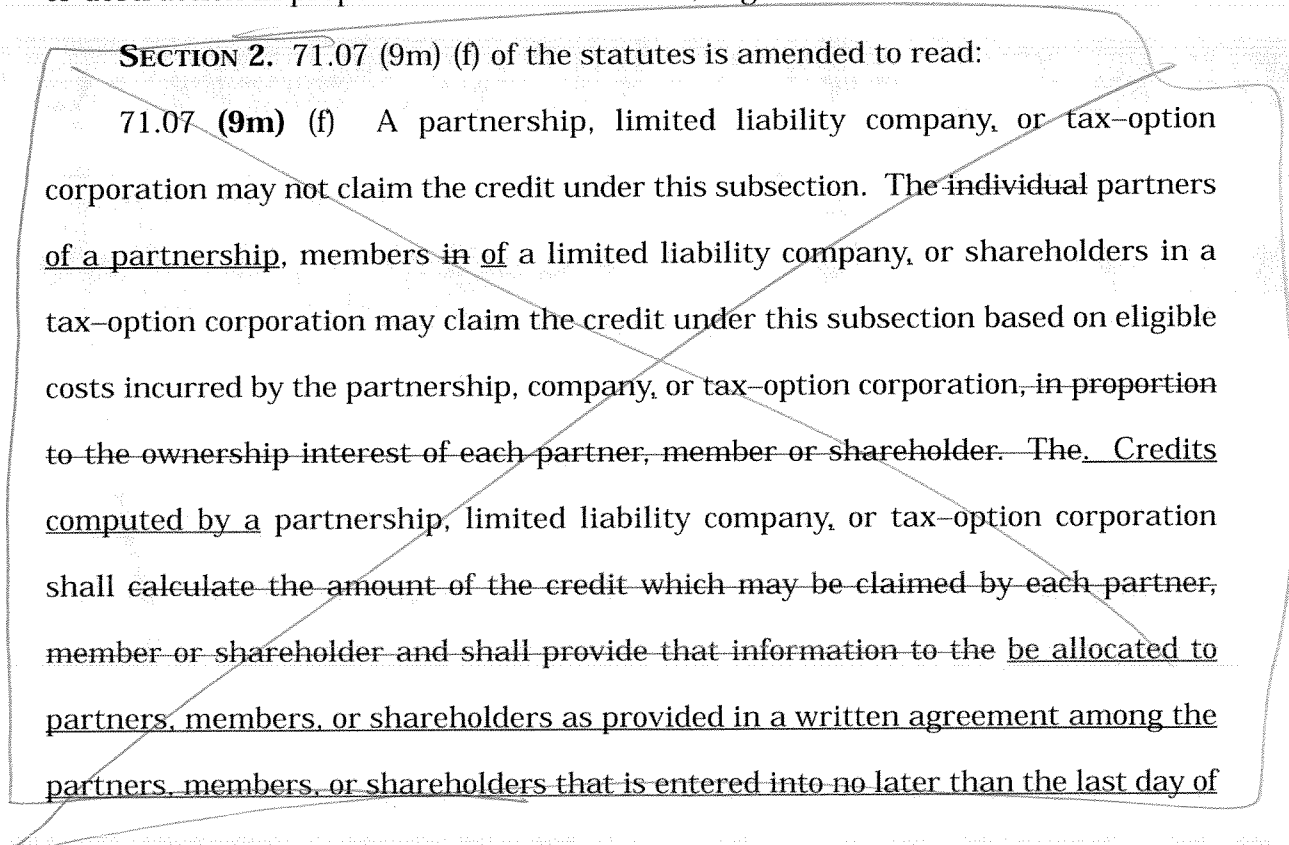 SECTION 2. 71.07 (9m) (f) of the statutes is amended to read:
71.07 (9m) (f) A partnership, limited liability company, or tax–option
corporation may not claim the credit under this subsection. The individual partners
of a partnership, members in of a limited liability company, or shareholders in a
tax–option corporation may claim the credit under this subsection based on eligible
costs incurred by the partnership, company, or tax–option corporation, in proportion
to the ownership interest of each partner, member or shareholder. The. Credits
computed by a partnership, limited liability company, or tax–option corporation
shall calculate the amount of the credit which may be claimed by each partner,
member or shareholder and shall provide that information to the be allocated to
partners, members, or shareholders as provided in a written agreement among the
partners, members, or shareholders that is entered into no later than the last day of